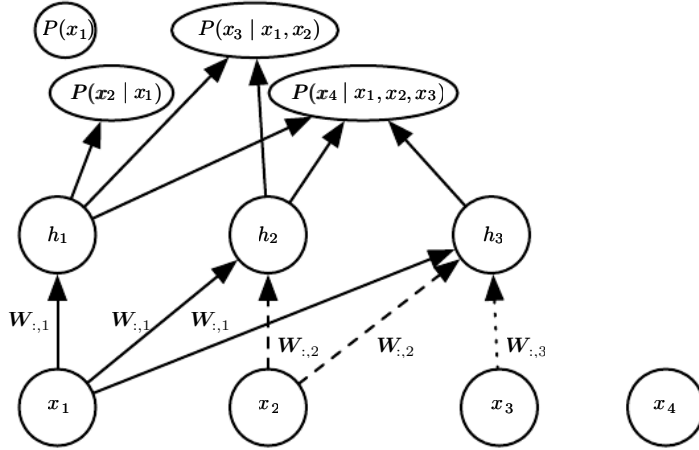 P(x₁) P(x₃ | x₁, x₂)
P(x₂ | x₁) P(x₄ | x₁, x₂, x₃)
h₁ h₂ h₃
W:,₁ W:,₁ W:,₁
W:,₂ W:,₂ W:,₃
x₁ x₂ x₃ x₄